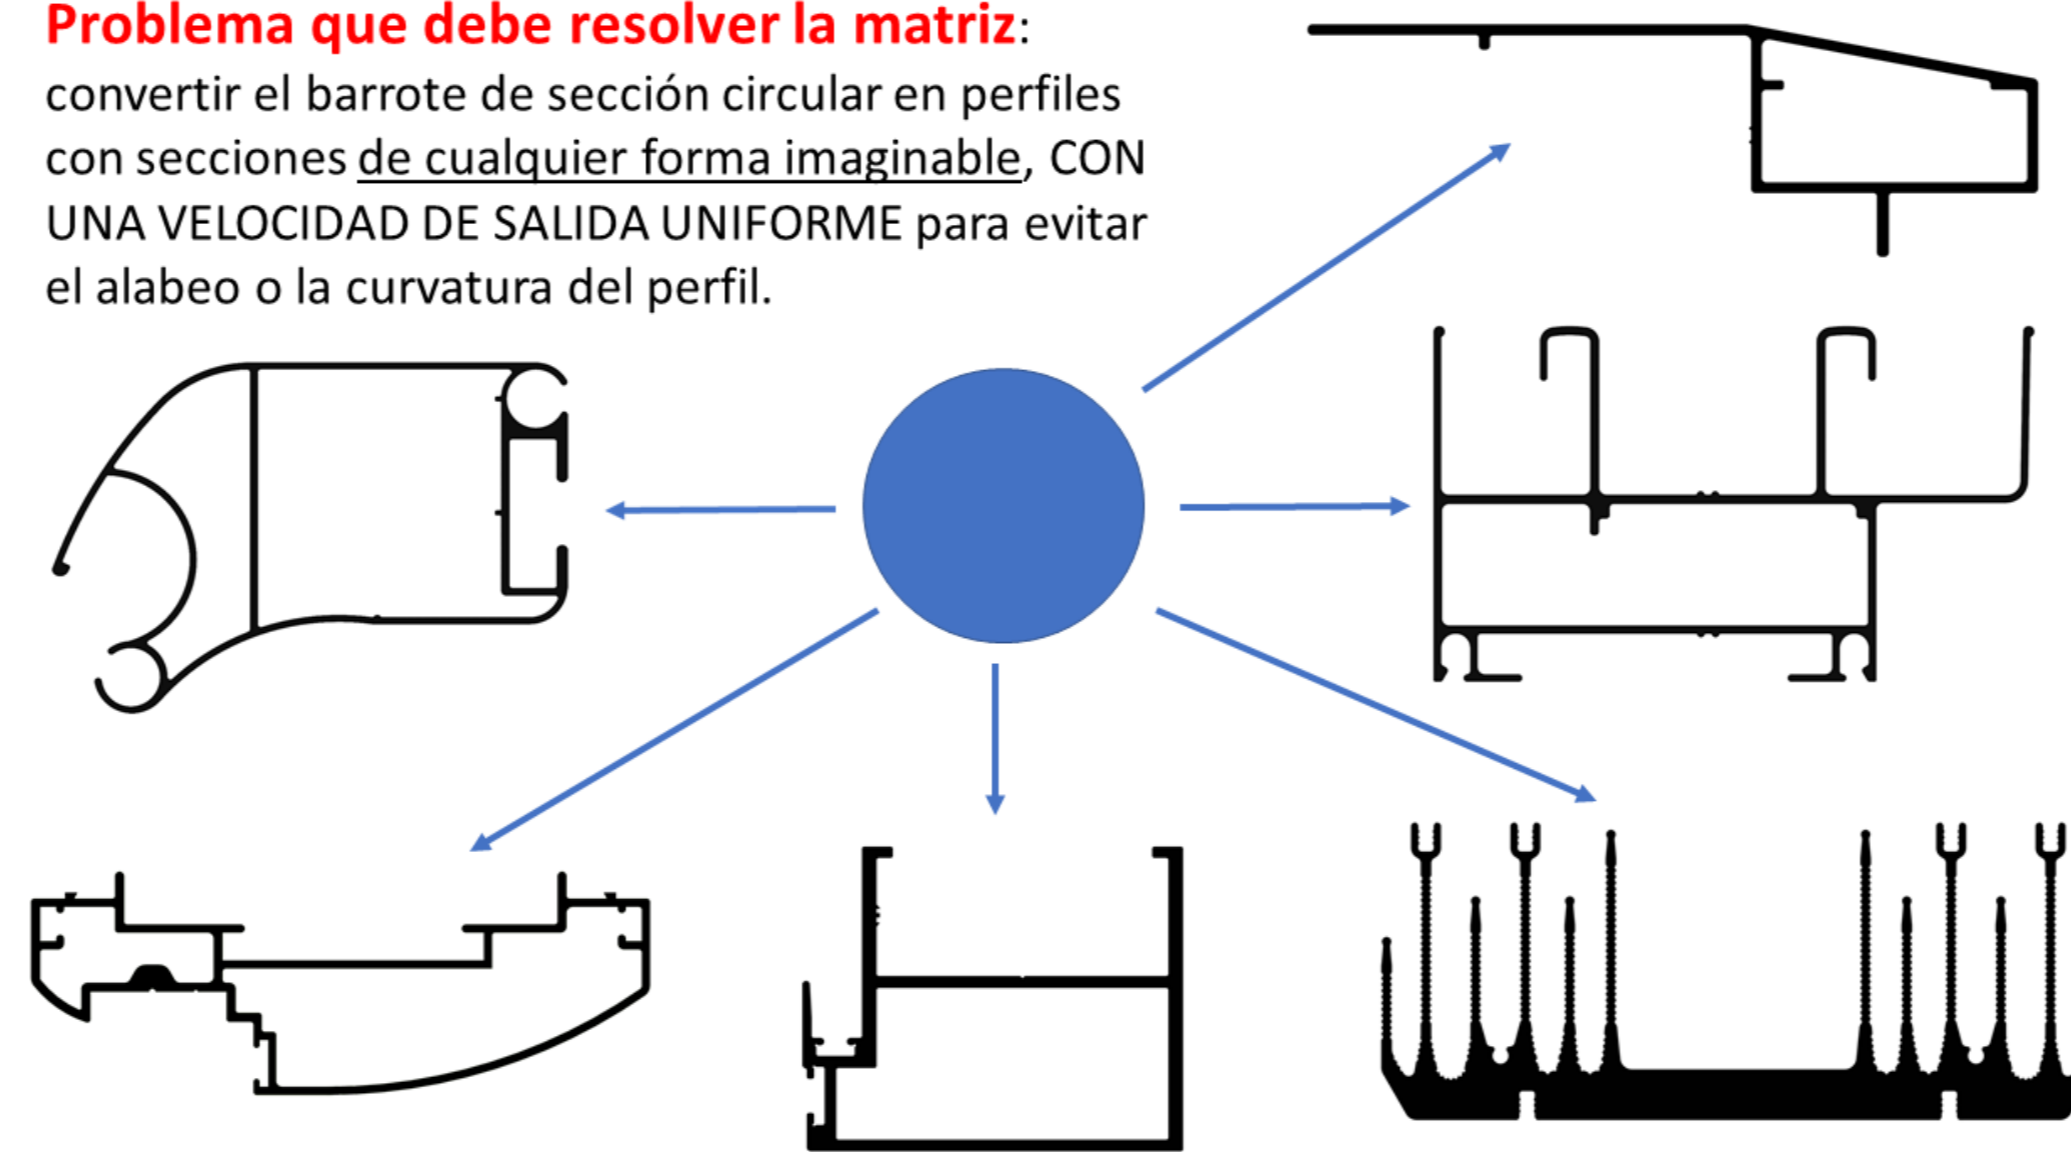 Problema que debe resolver la matriz:
convertir el barrote de sección circular en perfiles
con secciones de cualquier forma imaginable, CON
UNA VELOCIDAD DE SALIDA UNIFORME para evitar
el alabeo o la curvatura del perfil.